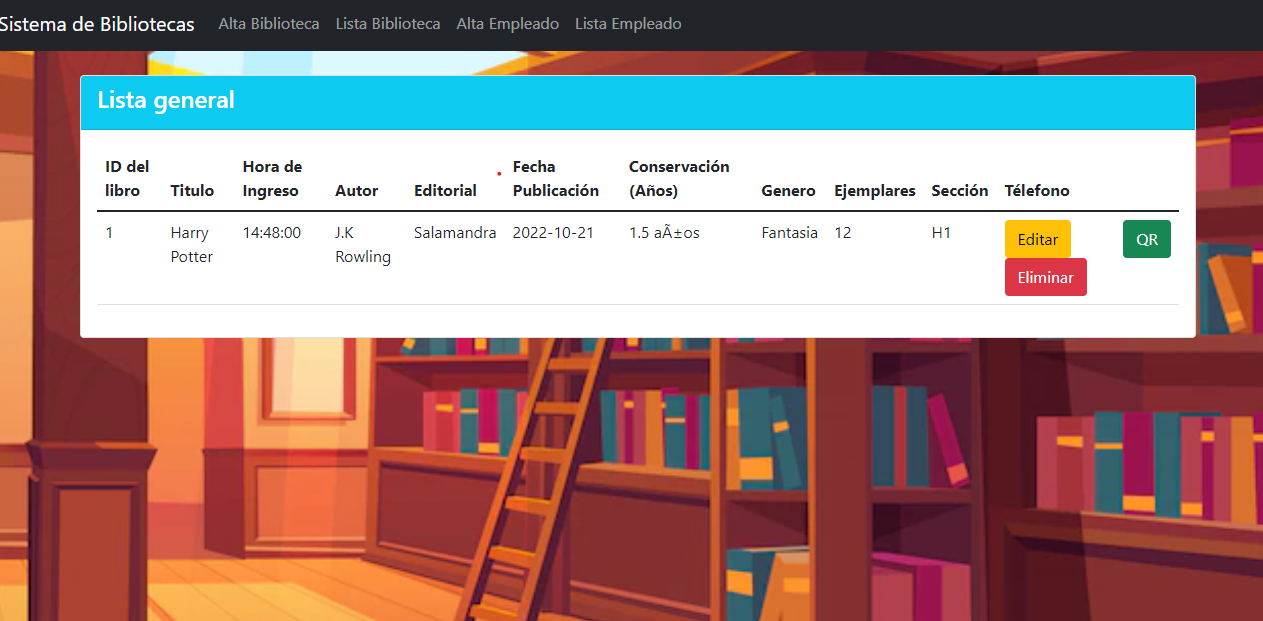 Sistema de Bibliotecas Alta Biblioteca Lista Biblioteca Alta Empleado Lista Empleado
Lista general
ID del libro Titulo Hora de Ingreso Autor Editorial Fecha Publicación Conservación (Años) Genero Ejemplares Sección Télefono
1 Harry Potter 14:48:00 J.K Rowling Salamandra 2022-10-21 1.5 aÃ±os Fantasia 12 H1 Editar QR
Eliminar